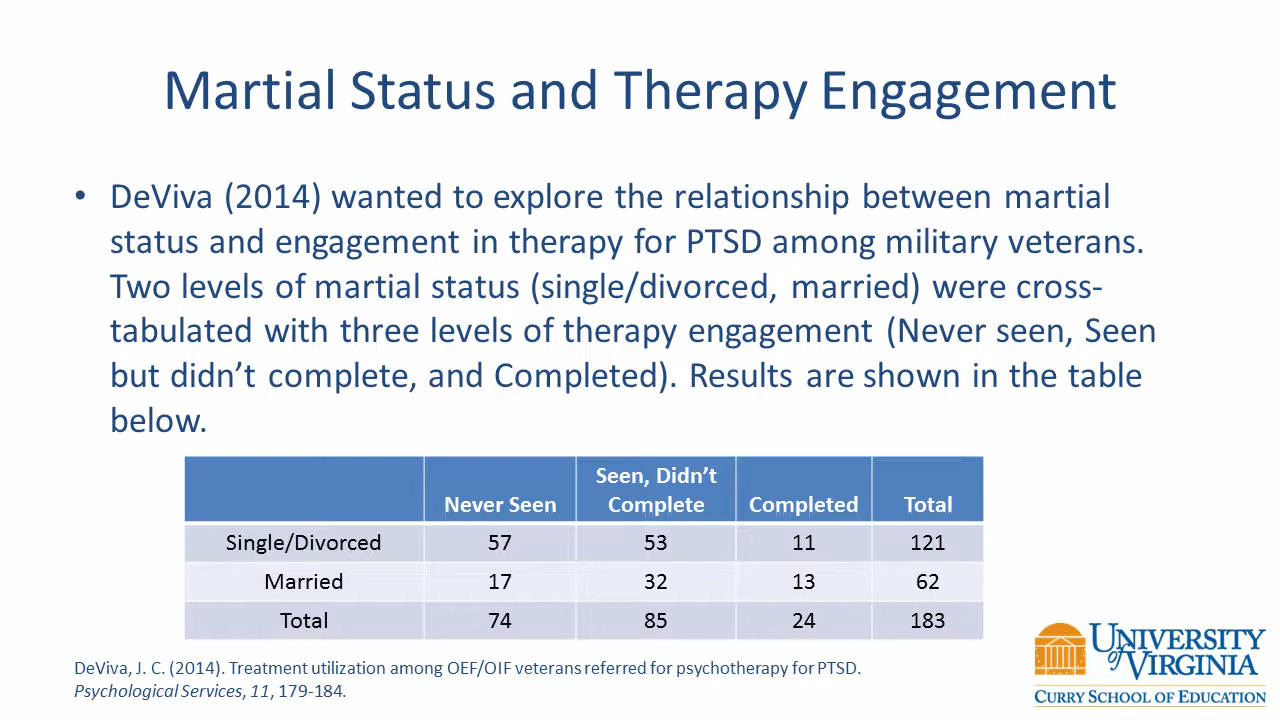 Martial Status and Therapy Engagement
• DeViva (2014) wanted to explore the relationship between martial
status and engagement in therapy for PTSD among military veterans.
Two levels of martial status (single/divorced, married) were cross-
tabulated with three levels of therapy engagement (Never seen, Seen
but didn’t complete, and Completed). Results are shown in the table
below.
Never Seen Seen, Didn’t Complete Completed Total
Single/Divorced 57 53 11 121
Married 17 32 13 62
Total 74 85 24 183
DeViva, J. C. (2014). Treatment utilization among OEF/OIF veterans referred for psychotherapy for PTSD.
Psychological Services, 11, 179-184.
UNIVERSITY
of VIRGINIA
CURRY SCHOOL OF EDUCATION